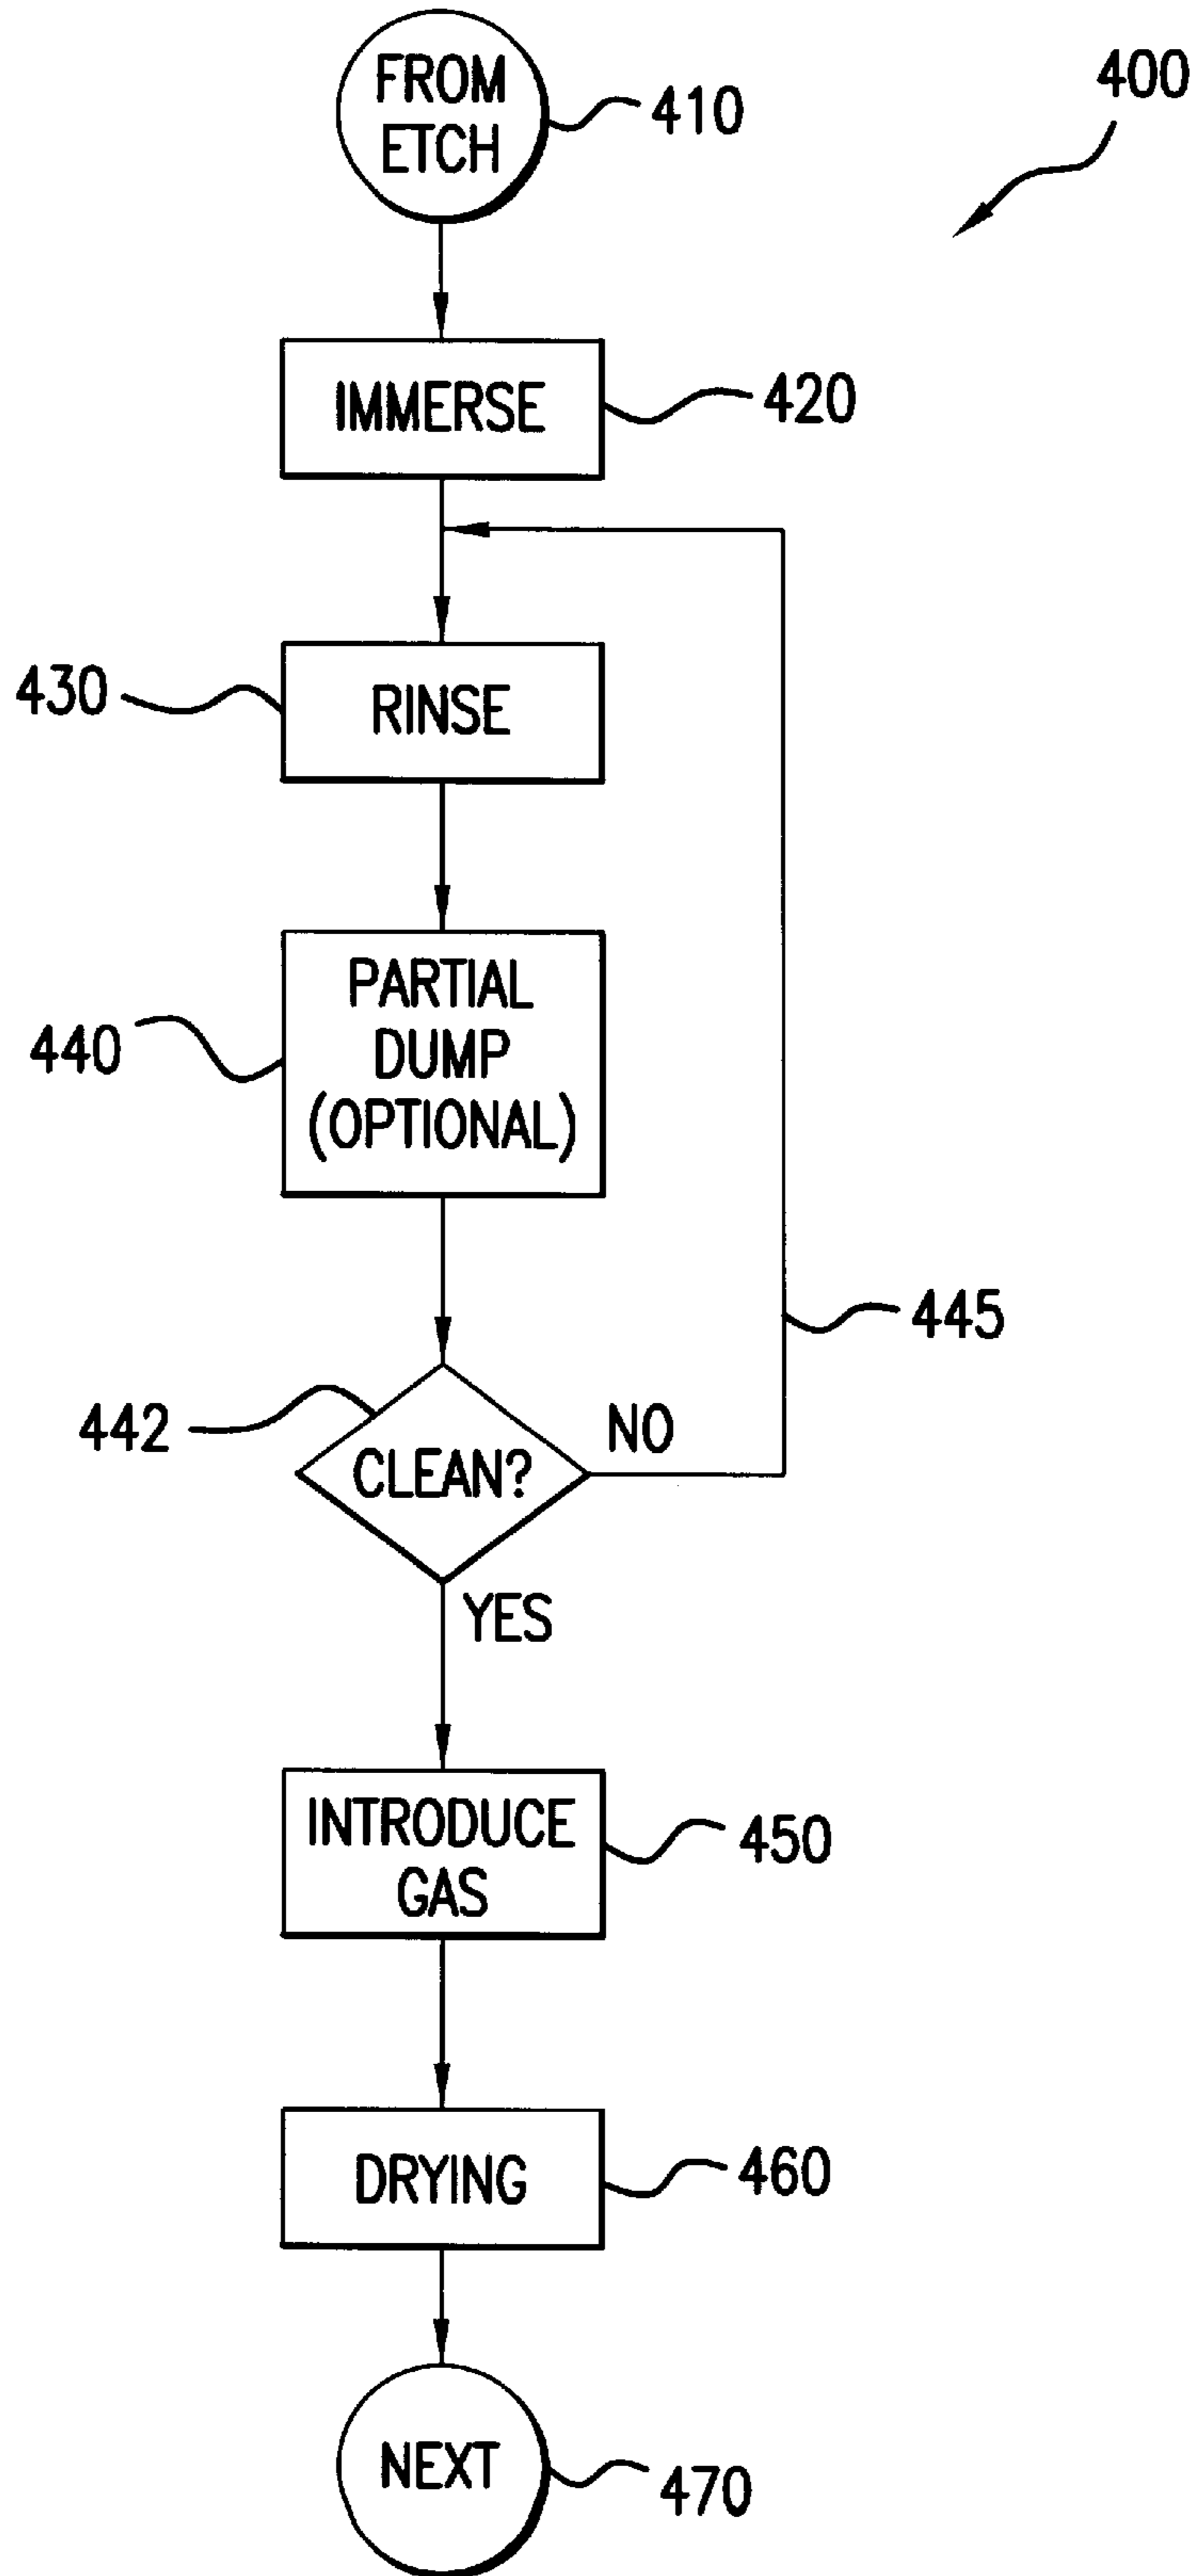 400
FROM
ETCH
410
IMMERSE
420
430
RINSE
440
PARTIAL
DUMP
(OPTIONAL)
445
442
CLEAN?
NO
YES
INTRODUCE
GAS
450
DRYING
460
NEXT
470